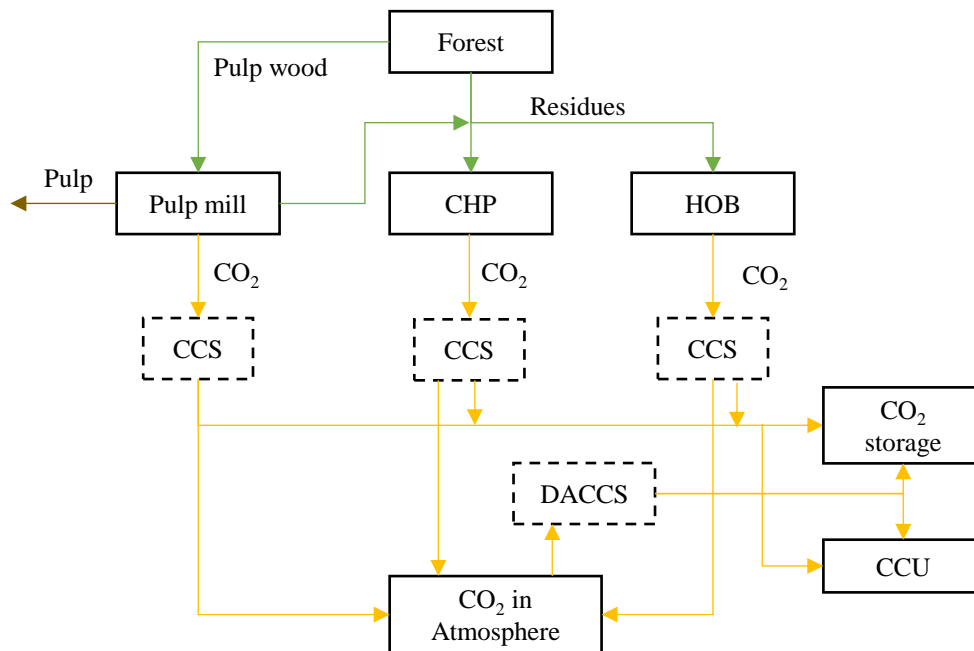 Forest
Pulp wood
Residues
Pulp
Pulp mill
CHP
HOB
CO₂
CO₂
CO₂
CCS
CCS
CCS
CO₂
storage
DACCS
CCU
CO₂ in
Atmosphere